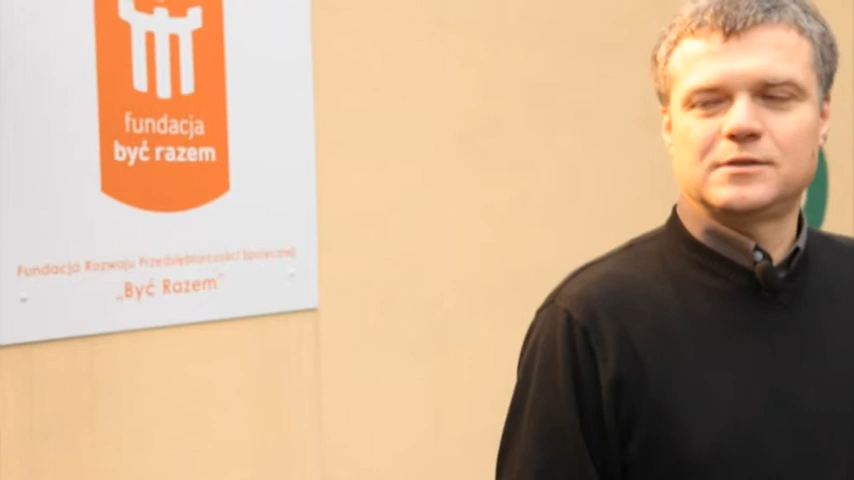 fundacja
być razem
Fundacja Rozwoju Przedsiębiorczości Społecznej
„Być Razem”